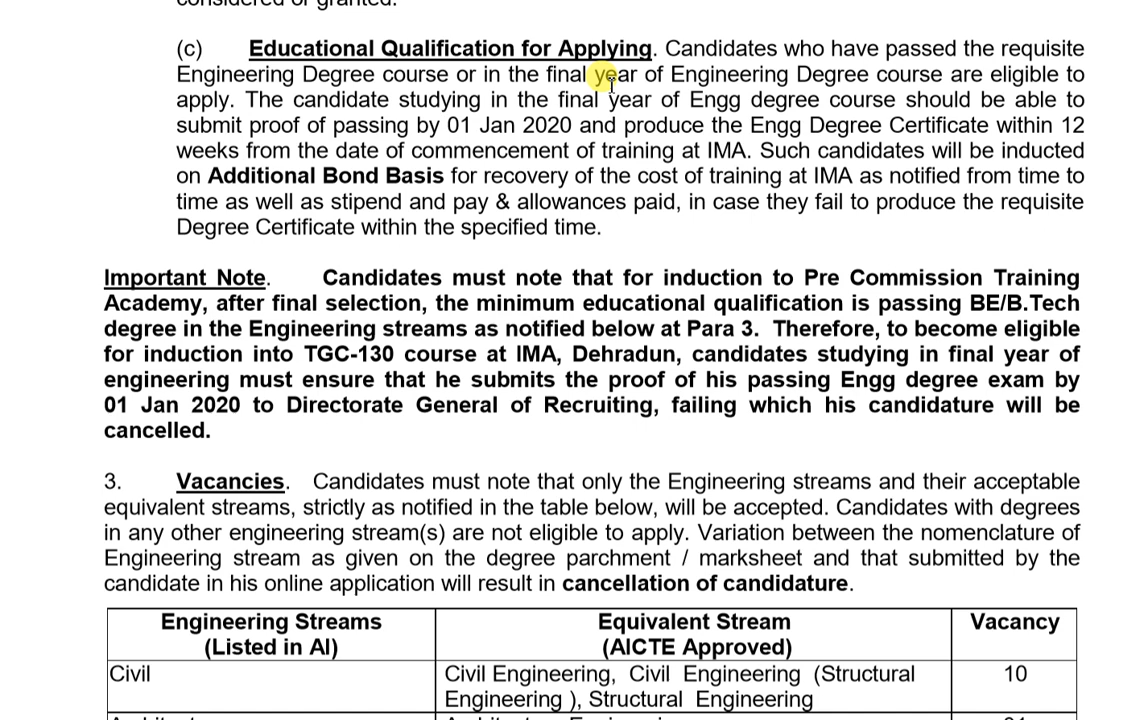 considered or granted.
(c) Educational Qualification for Applying. Candidates who have passed the requisite
Engineering Degree course or in the final year of Engineering Degree course are eligible to
apply. The candidate studying in the final year of Engg degree course should be able to
submit proof of passing by 01 Jan 2020 and produce the Engg Degree Certificate within 12
weeks from the date of commencement of training at IMA. Such candidates will be inducted
on Additional Bond Basis for recovery of the cost of training at IMA as notified from time to
time as well as stipend and pay & allowances paid, in case they fail to produce the requisite
Degree Certificate within the specified time.
Important Note. Candidates must note that for induction to Pre Commission Training
Academy, after final selection, the minimum educational qualification is passing BE/B.Tech
degree in the Engineering streams as notified below at Para 3. Therefore, to become eligible
for induction into TGC-130 course at IMA, Dehradun, candidates studying in final year of
engineering must ensure that he submits the proof of his passing Engg degree exam by
01 Jan 2020 to Directorate General of Recruiting, failing which his candidature will be
cancelled.
3. Vacancies. Candidates must note that only the Engineering streams and their acceptable
equivalent streams, strictly as notified in the table below, will be accepted. Candidates with degrees
in any other engineering stream(s) are not eligible to apply. Variation between the nomenclature of
Engineering stream as given on the degree parchment / marksheet and that submitted by the
candidate in his online application will result in cancellation of candidature.
Engineering Streams Equivalent Stream Vacancy
(Listed in AI) (AICTE Approved)
Civil Civil Engineering, Civil Engineering (Structural 10
Engineering ), Structural Engineering